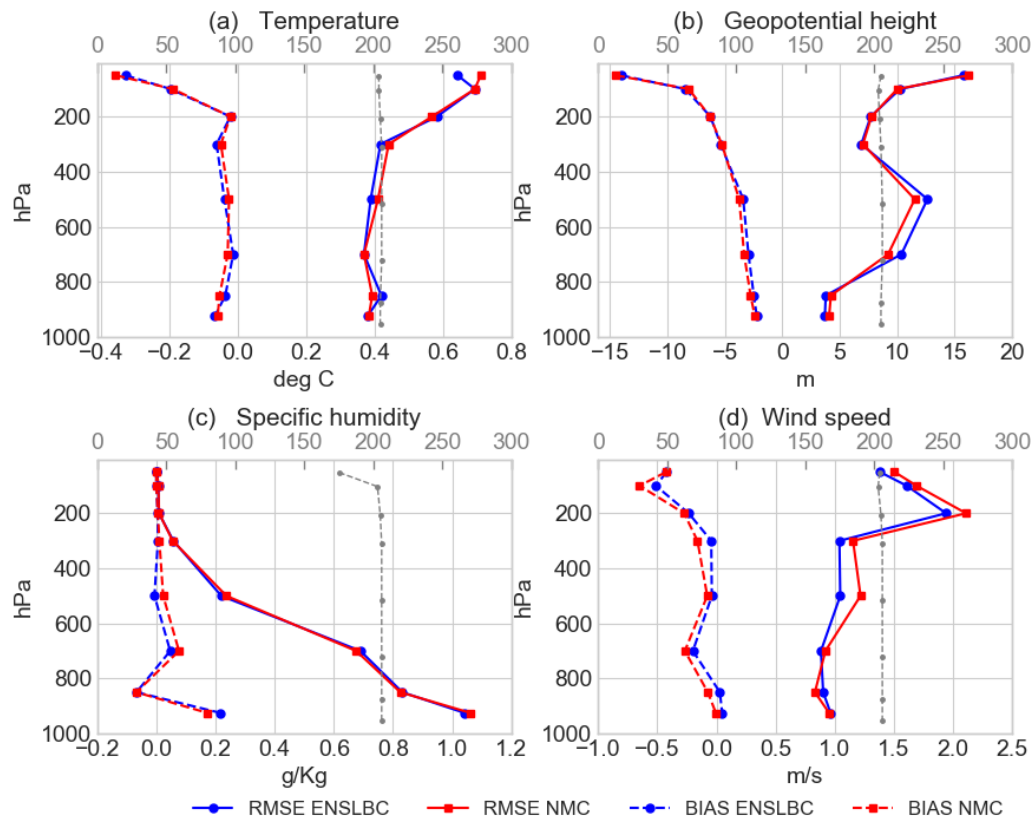 (a) Temperature
0 50 100 150 200 250 300
hPa
200
400
600
800
1000
−0.4 −0.2 0.0 0.2 0.4 0.6 0.8
deg C
(b) Geopotential height
0 50 100 150 200 250 300
hPa
200
400
600
800
1000
−15 −10 −5 0 5 10 15 20
m
(c) Specific humidity
0 50 100 150 200 250 300
hPa
200
400
600
800
1000
−0.2 0.0 0.2 0.4 0.6 0.8 1.0 1.2
g/Kg
(d) Wind speed
0 50 100 150 200 250 300
hPa
200
400
600
800
1000
−1.0 −0.5 0.0 0.5 1.0 1.5 2.0 2.5
m/s
RMSE ENSLBC RMSE NMC BIAS ENSLBC BIAS NMC